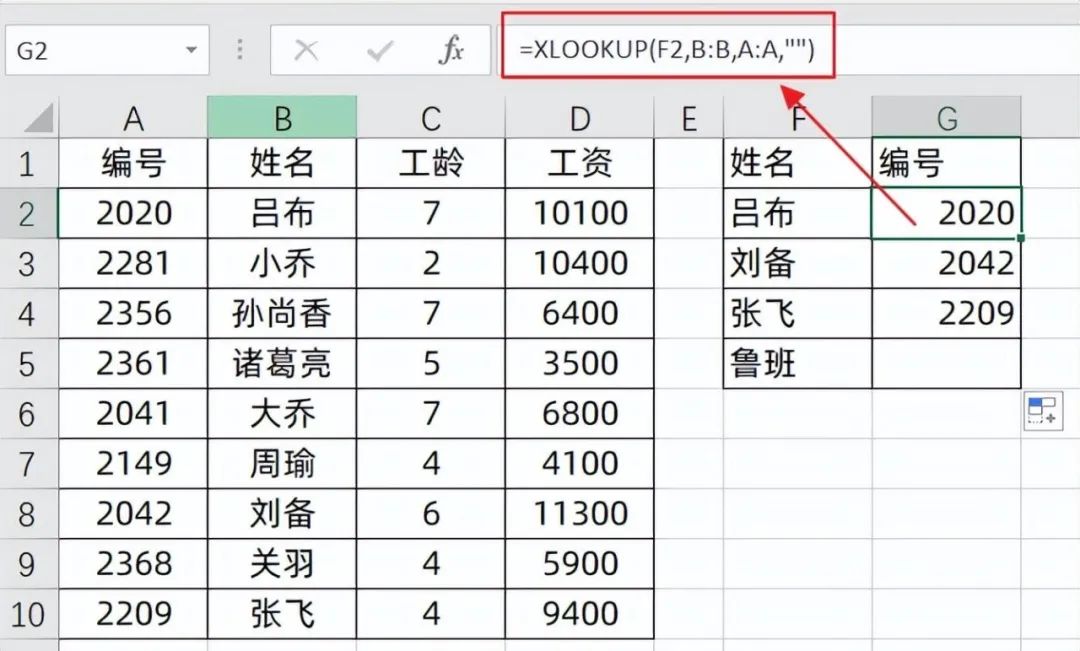 G2 fx =XLOOKUP(F2,B:B,A:A,"")
A B C D E F G
1 编号 姓名 工龄 工资 姓名 编号
2 2020 吕布 7 10100 吕布 2020
3 2281 小乔 2 10400 刘备 2042
4 2356 孙尚香 7 6400 张飞 2209
5 2361 诸葛亮 5 3500 鲁班
6 2041 大乔 7 6800
7 2149 周瑜 4 4100
8 2042 刘备 6 11300
9 2368 关羽 4 5900
10 2209 张飞 4 9400